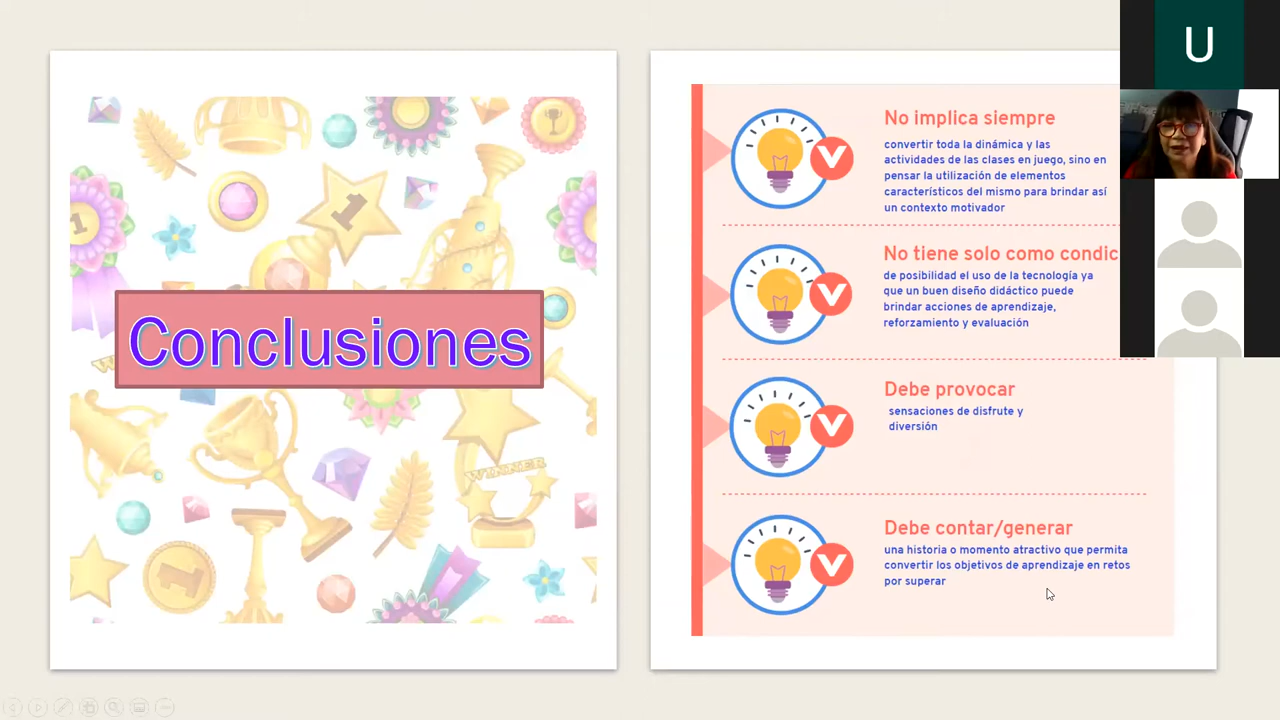 Conclusiones
1
1
1
WINNER
No implica siempre
convertir toda la dinámica y las
actividades de las clases en juego, sino en
pensar la utilización de elementos
característicos del mismo para brindar así
un contexto motivador
No tiene solo como condic
de posibilidad el uso de la tecnología ya
que un buen diseño didáctico puede
brindar acciones de aprendizaje,
reforzamiento y evaluación
Debe provocar
sensaciones de disfrute y
diversión
Debe contar/generar
una historia o momento atractivo que permita
convertir los objetivos de aprendizaje en retos
por superar
U